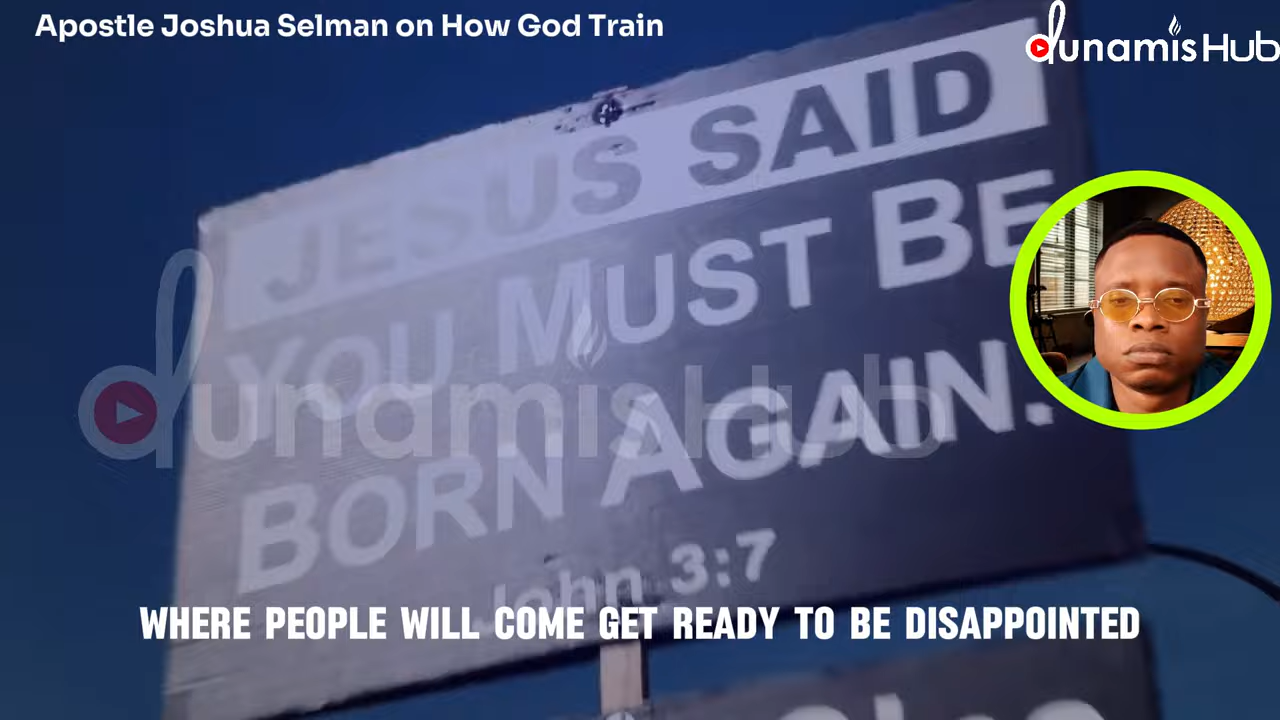 Apostle Joshua Selman on How God Train
dunamis Hub
JESUS SAID
YOU MUST BE
BORN AGAIN.
dunamis Hub
John 3:7
WHERE PEOPLE WILL COME GET READY TO BE DISAPPOINTED